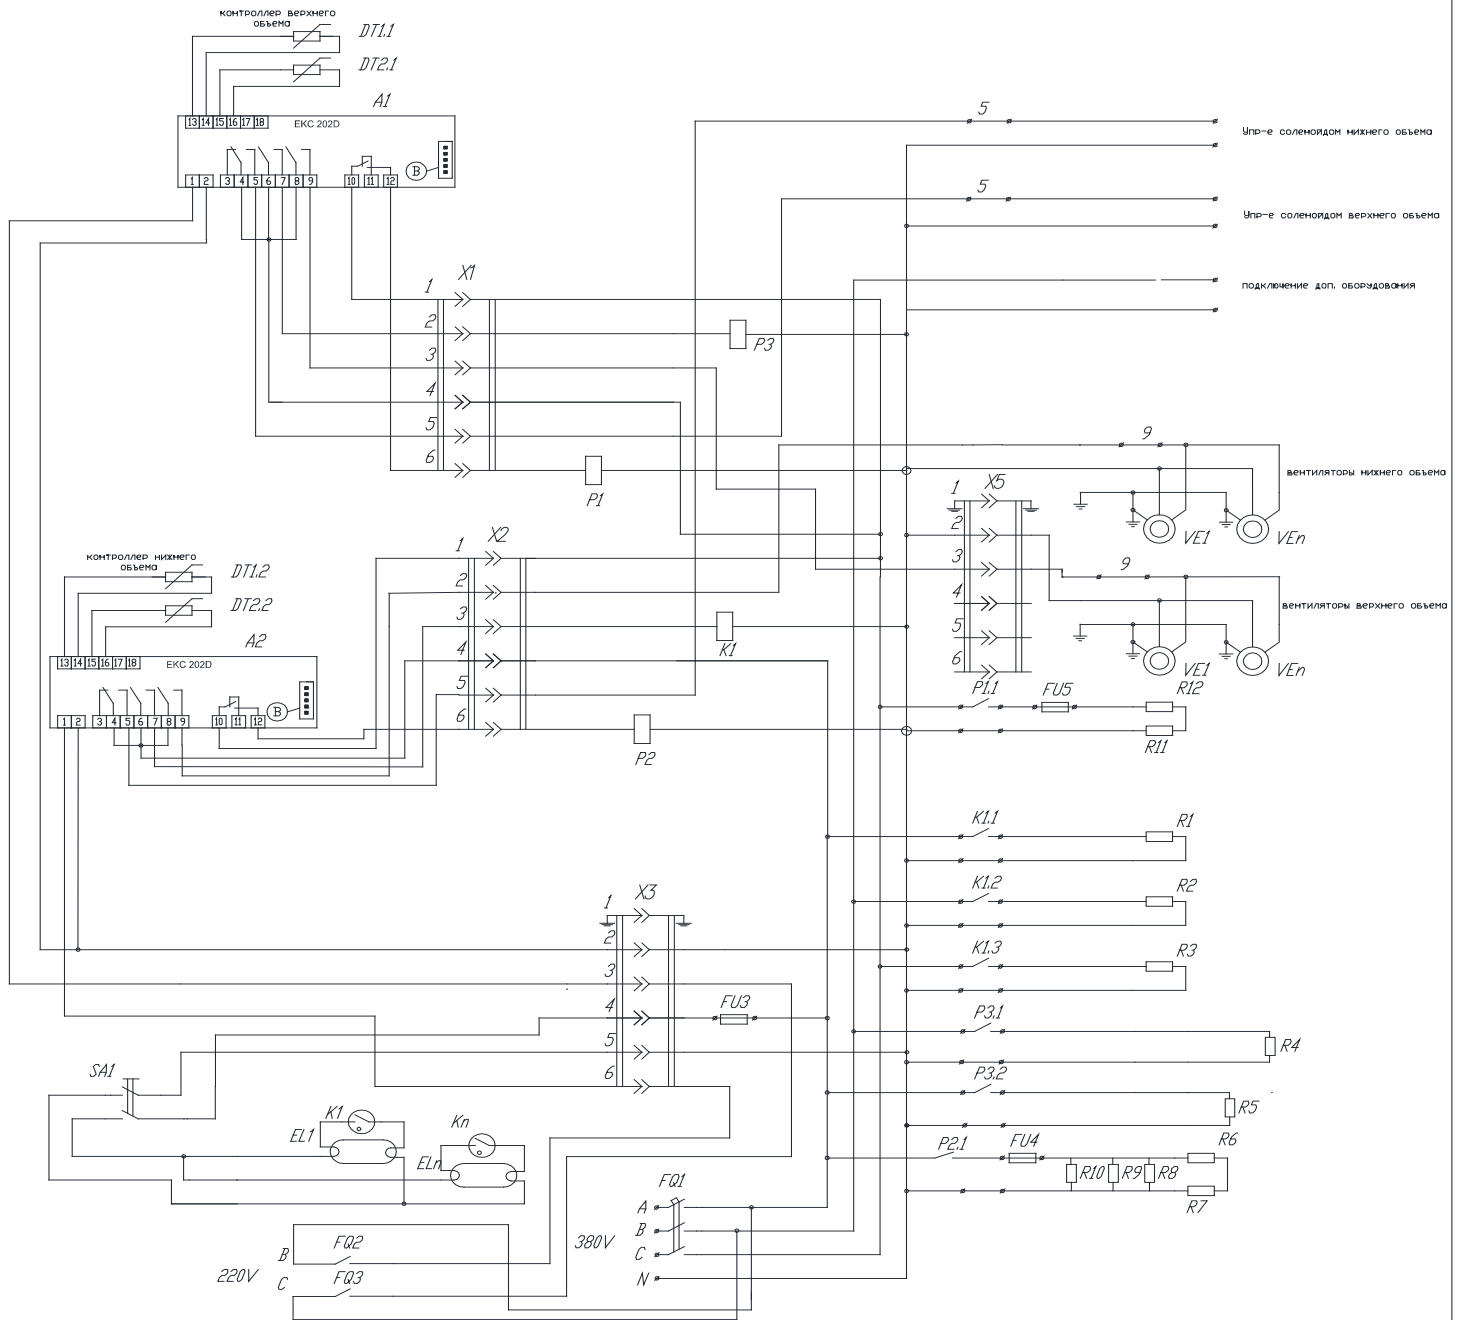 контроллер верхнего
объема
DT1.1
DT2.1
A1
13 14 15 16 17 18
EKC 202D
B
1 2 3 4 5 6 7 8 9 10 11 12
5
Упр-е соленоидом нижнего объема
5
Упр-е соленоидом верхнего объема
подключение доп. оборудования
X1
1
2
3
4
5
6
P3
P1
9
вентиляторы нижнего объема
VE1
VEn
X5
1
2
3
4
5
6
9
вентиляторы верхнего объема
VE1
VEn
X2
1
2
3
4
5
6
K1
P2
контроллер нижнего
объема
DT1.2
DT2.2
A2
13 14 15 16 17 18
EKC 202D
B
1 2 3 4 5 6 7 8 9 10 11 12
P1.1
FU5
R12
R11
K1.1
R1
K1.2
R2
K1.3
R3
P3.1
R4
P3.2
R5
P2.1
FU4
R6
R10
R9
R8
R7
X3
1
2
3
4
5
6
FU3
SA1
K1
EL1
Kn
ELn
FQ1
A
B
C
N
380V
220V
B
C
FQ2
FQ3